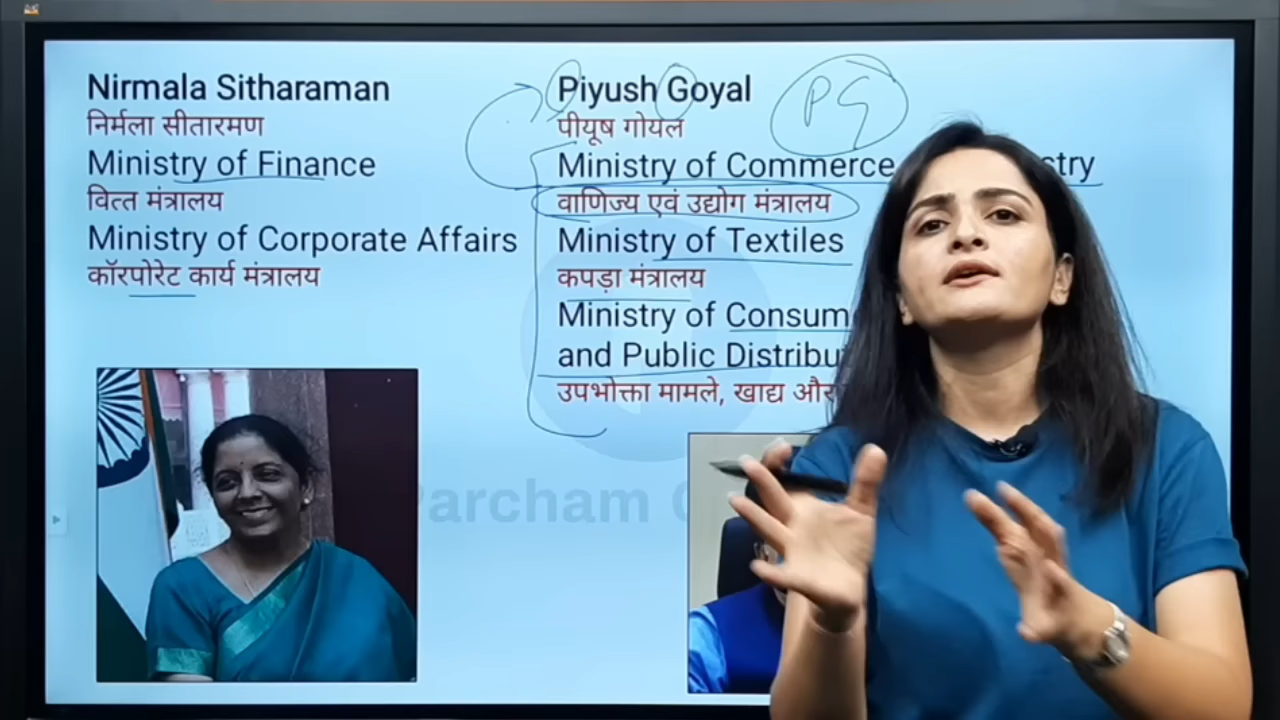 Nirmala Sitharaman
निर्मला सीतारमण
Ministry of Finance
वित्त मंत्रालय
Ministry of Corporate Affairs
कॉरपोरेट कार्य मंत्रालय
Piyush Goyal
PG
पीयूष गोयल
Ministry of Commerce
वाणिज्य एवं उद्योग मंत्रालय
Ministry of Textiles
कपड़ा मंत्रालय
Ministry of
and Public
उपभोक्ता मामले, खाद्य और
Parcham